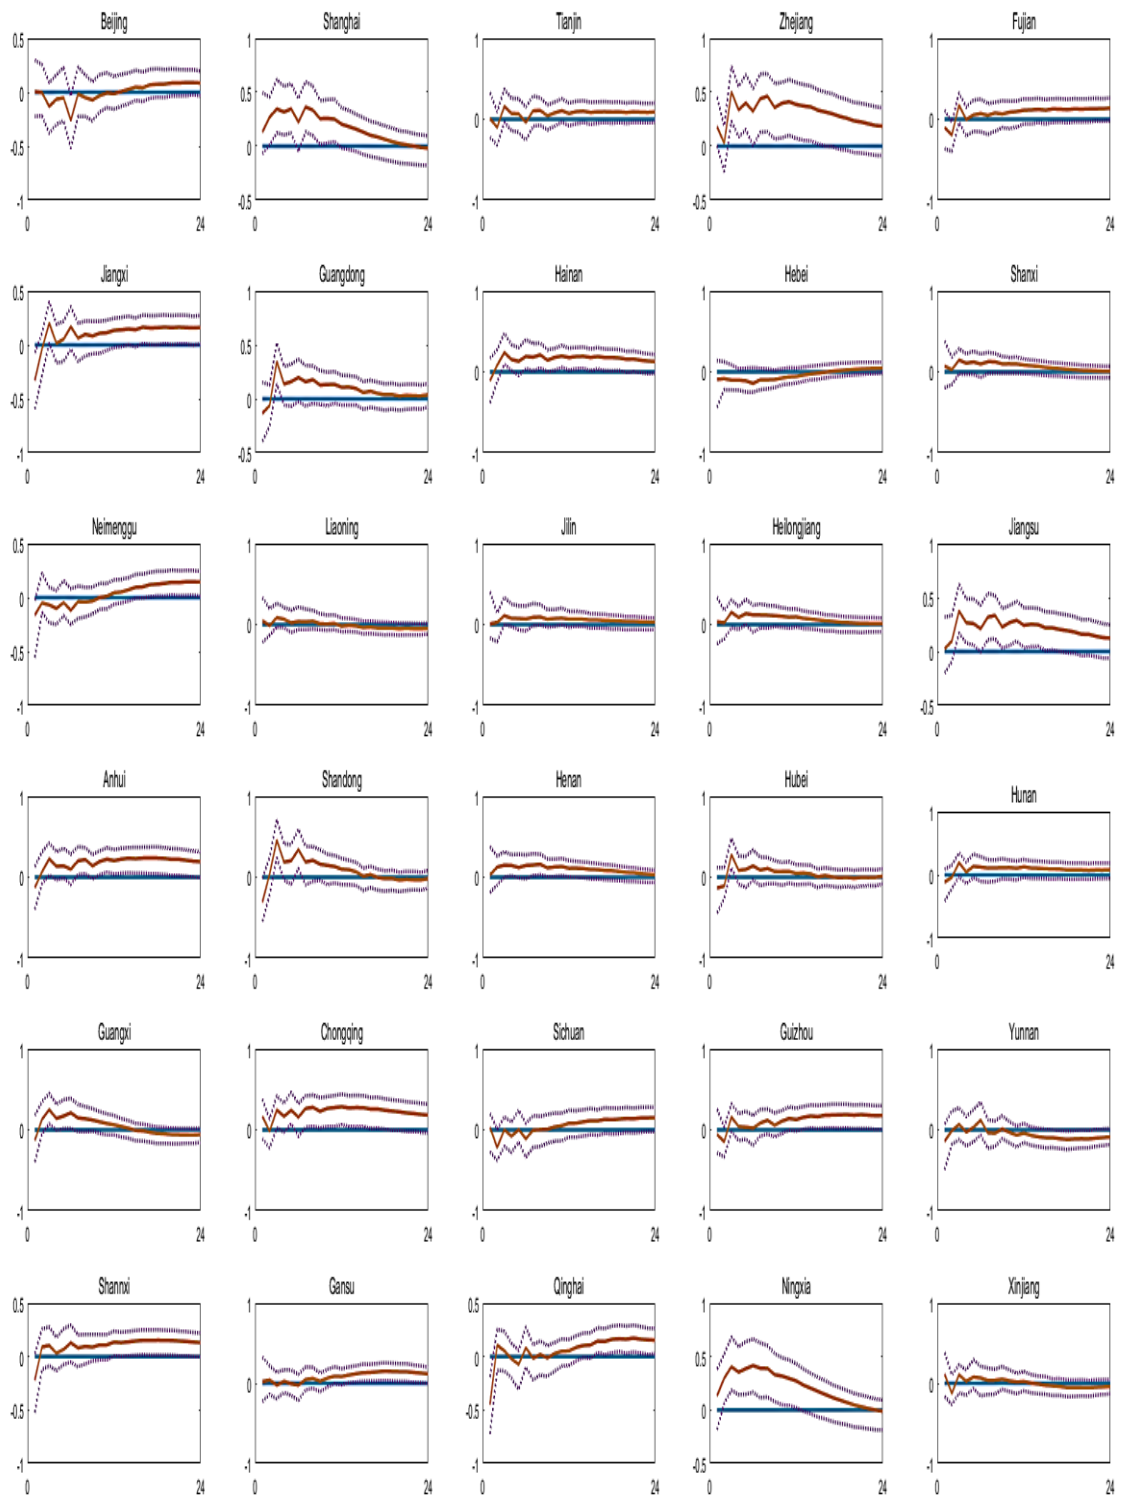 Beijing Shanghai Tianjin Zhejiang Fujian
0.5 1 1 1 1
0 0.5 0 0.5 0
-0.5 0 0
-1 -0.5 -1 -0.5 -1
0 24 0 24 0 24 0 24 0 24
Jiangxi Guangdong Hainan Hebei Shanxi
0.5 1 1 1 1
0 0.5 0 0 0
-0.5 0
-1 -0.5 -1 -1 -1
0 24 0 24 0 24 0 24 0 24
Neimenggu Liaoning Jilin Heilongjiang Jiangsu
0.5 1 1 1 1
0 0 0 0 0.5
-0.5 0
-1 -1 -1 -1 -0.5
0 24 0 24 0 24 0 24 0 24
Anhui Shandong Henan Hubei Hunan
1 1 1 1 1
0 0 0 0 0
-1 -1 -1 -1 -1
0 24 0 24 0 24 0 24 0 24
Guangxi Chongqing Sichuan Guizhou Yunnan
1 1 1 1 1
0 0 0 0 0
-1 -1 -1 -1 -1
0 24 0 24 0 24 0 24 0 24
Shannxi Gansu Qinghai Ningxia Xinjiang
0.5 1 0.5 1 1
0 0 0 0.5 0
-0.5 -0.5 0
-1 -1 -1 -0.5 -1
0 24 0 24 0 24 0 24 0 24